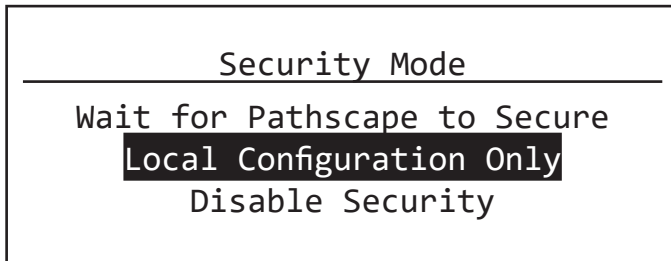 Security Mode
Wait for Pathscape to Secure
Local Configuration Only
Disable Security